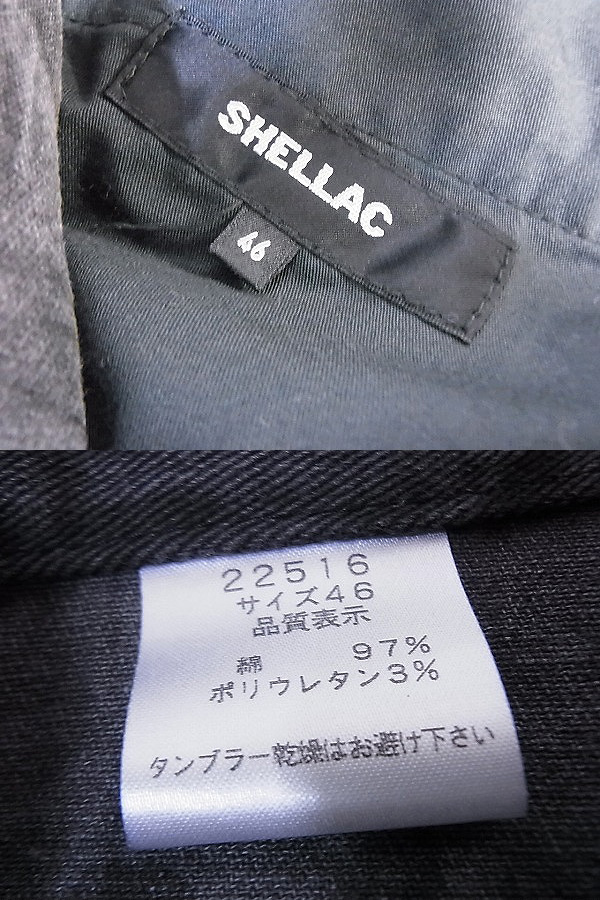 SHELLAC
46
22516
サイズ46
品質表示
綿 97%
ポリウレタン3%
タンブラー乾燥はお避け下さい